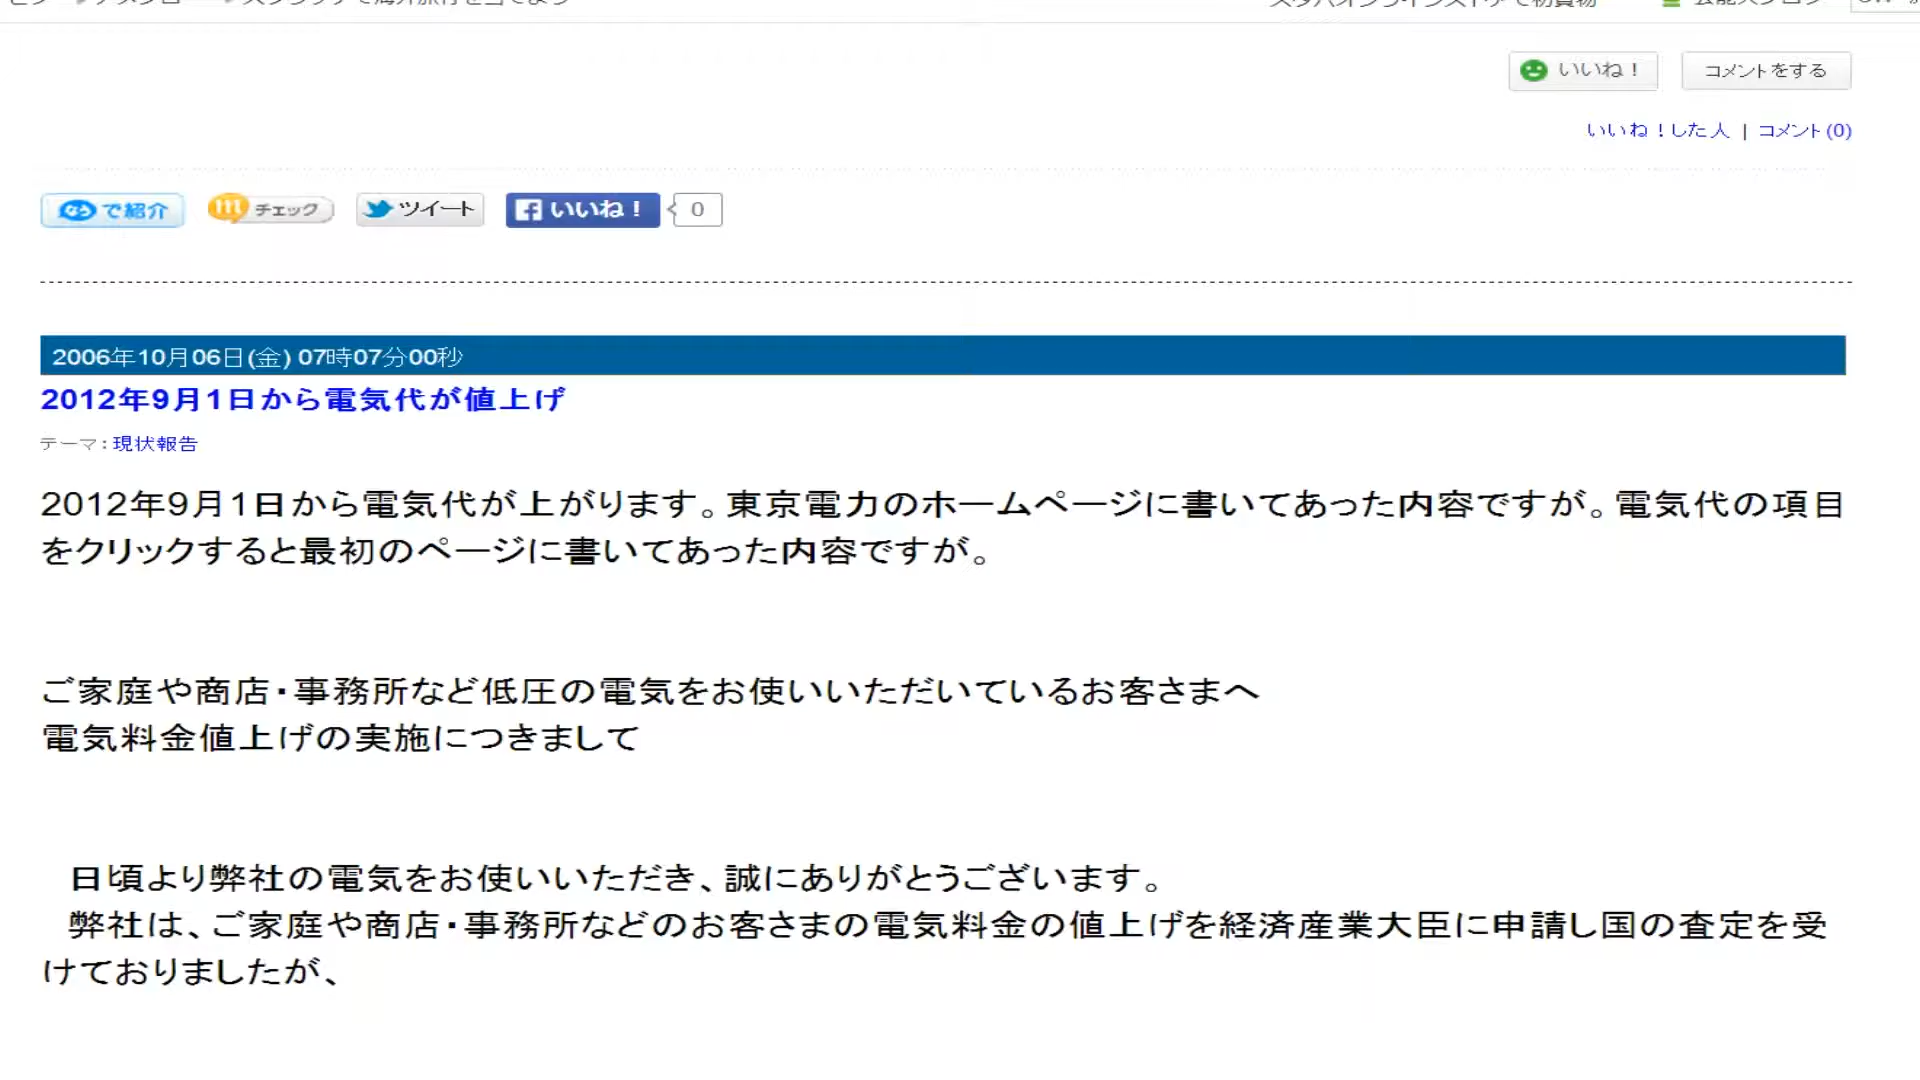 いいね！ コメントをする
いいね！した人 | コメント(0)
で紹介 チェック ツイート いいね！ 0
2006年10月06日(金) 07時07分00秒
2012年9月1日から電気代が値上げ
テーマ：現状報告
2012年9月1日から電気代が上がります。東京電力のホームページに書いてあった内容ですが。電気代の項目
をクリックすると最初のページに書いてあった内容ですが。
ご家庭や商店・事務所など低圧の電気をお使いいただいているお客さまへ
電気料金値上げの実施につきまして
日頃より弊社の電気をお使いいただき、誠にありがとうございます。
弊社は、ご家庭や商店・事務所などのお客さまの電気料金の値上げを経済産業大臣に申請し国の査定を受
けておりましたが、